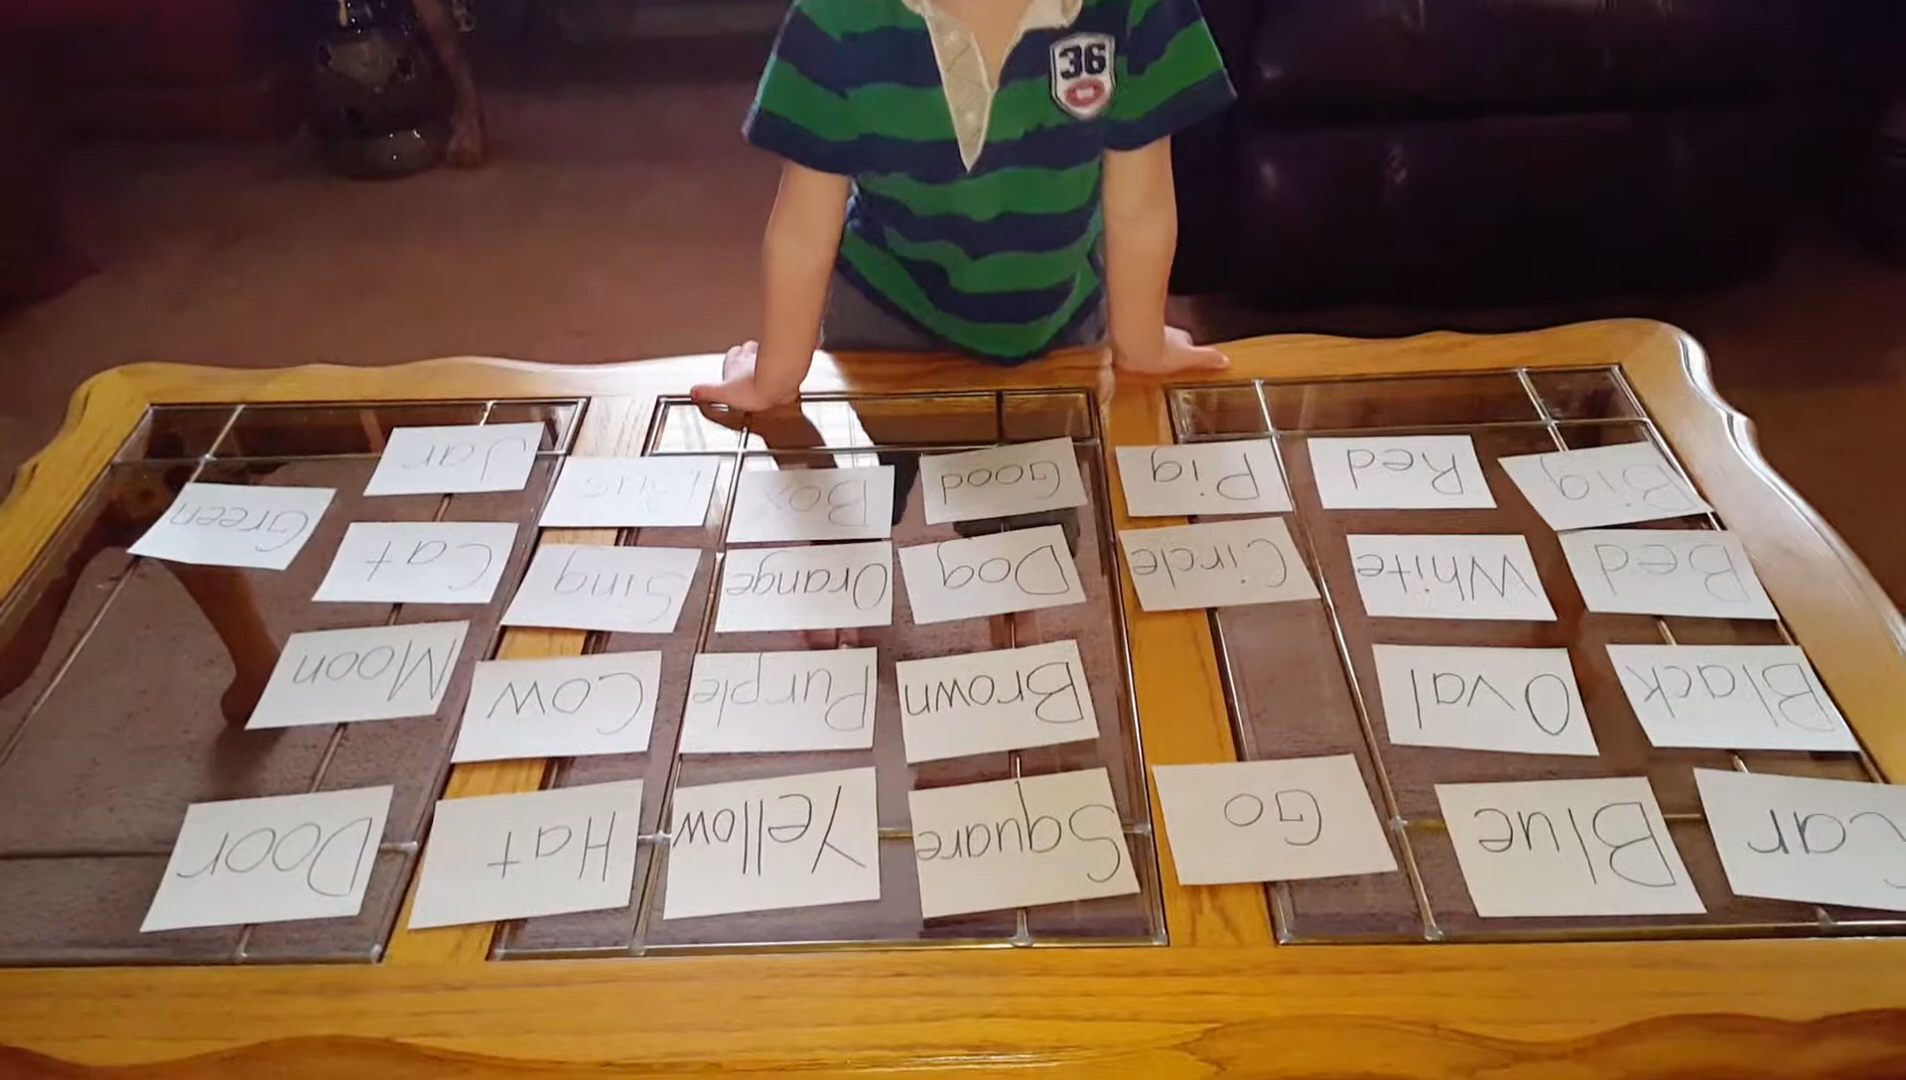 36
Jar
Good
Box
Pig
Red
Big
Green
Cat
Sing
Orange
Dog
Circle
White
Bed
Moon
Cow
Purple
Brown
Oval
Black
Door
Hat
Yellow
Square
Go
Blue
Car